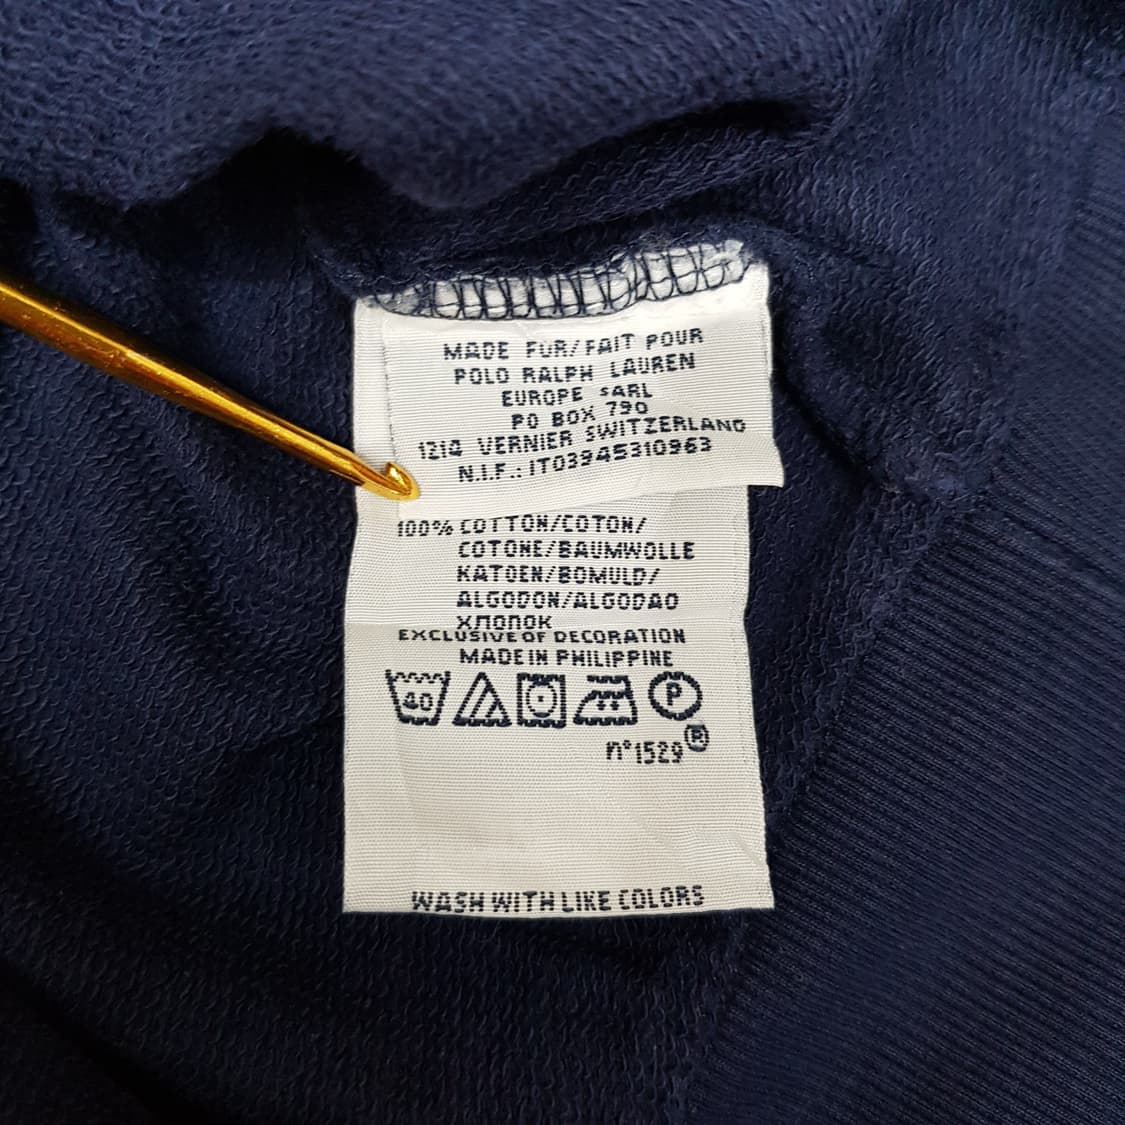 MADE FUR/FAIT POUR
POLO RALPH LAUREN
EUROPE SARL
PO BOX 790
1214 VERNIER SWITZERLAND
N.I.F.: IT03945310963
100% COTTON/COTON/
COTONE/BAUMWOLLE
KATOEN/BOMULD/
ALGODON/ALGODAO
ХЛОПОК
EXCLUSIVE OF DECORATION
MADE IN PHILIPPINE
40
P
n°1529®
WASH WITH LIKE COLORS